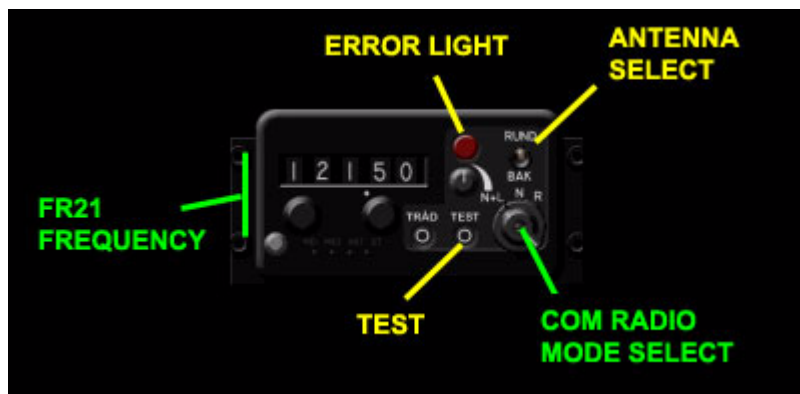 ERROR LIGHT
ANTENNA
SELECT
RUND
1 2 1 5 0
BAK
N+L N R
TRÅD TEST
FR21
FREQUENCY
TEST
COM RADIO
MODE SELECT